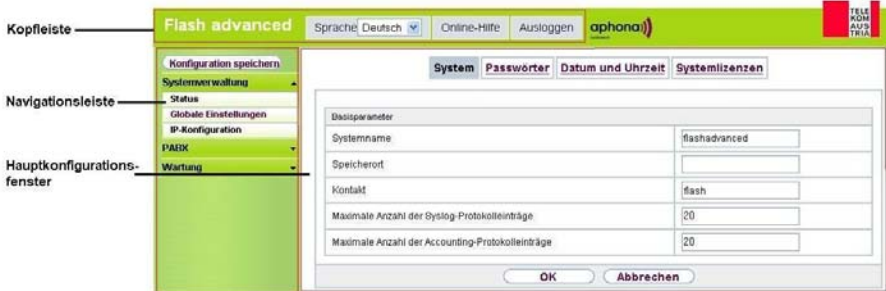 Kopfleiste
Flash advanced
Sprache Deutsch
Online-Hilfe
Ausloggen
aphona
TELE
KOM
AUS
TRIA
Konfiguration speichern
Systemverwaltung
Navigationsleiste
Status
Globale Einstellungen
IP-Konfiguration
PABX
Wartung
Hauptkonfigurations-
fenster
System Passwörter Datum und Uhrzeit Systemlizenzen
Basisparameter
Systemname flashadvanced
Speicherort
Kontakt flash
Maximale Anzahl der Syslog-Protokolleinträge 20
Maximale Anzahl der Accounting-Protokolleinträge 20
OK Abbrechen